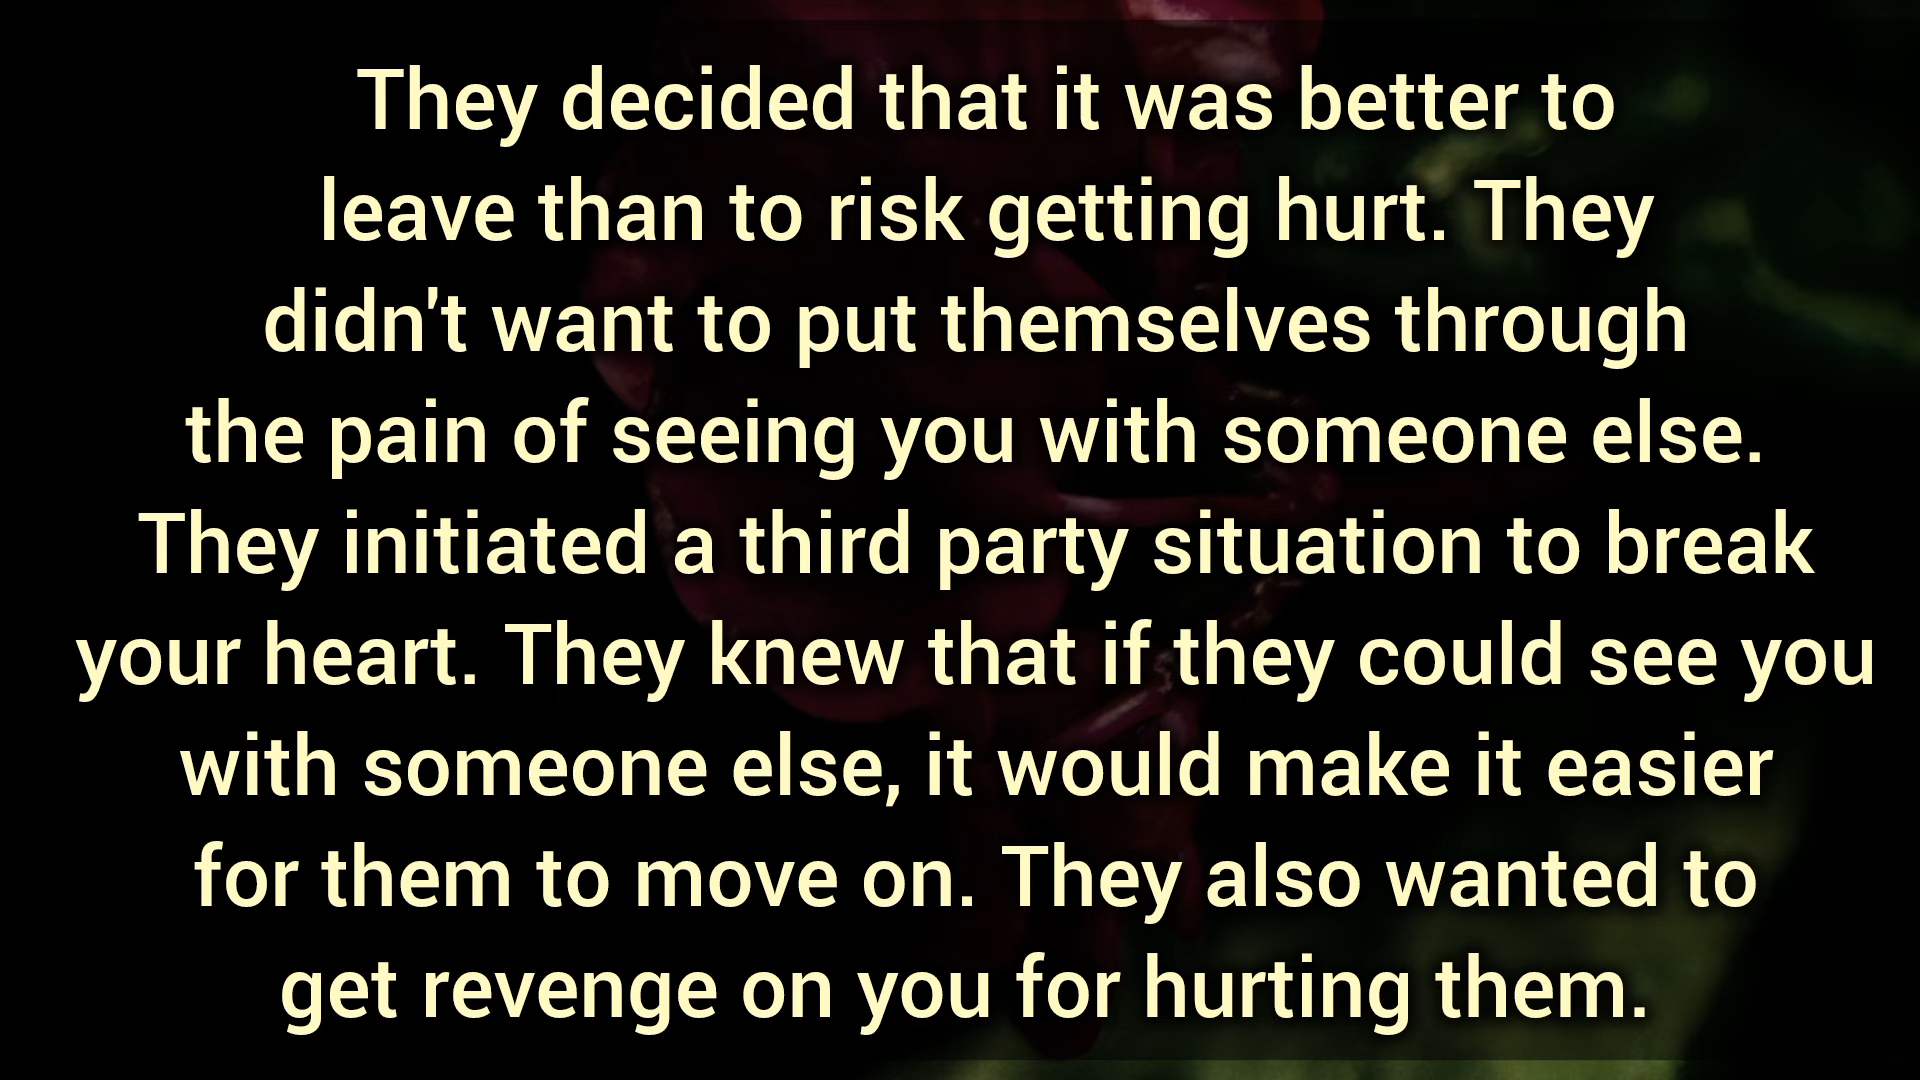 They decided that it was better to
leave than to risk getting hurt. They
didn't want to put themselves through
the pain of seeing you with someone else.
They initiated a third party situation to break
your heart. They knew that if they could see you
with someone else, it would make it easier
for them to move on. They also wanted to
get revenge on you for hurting them.